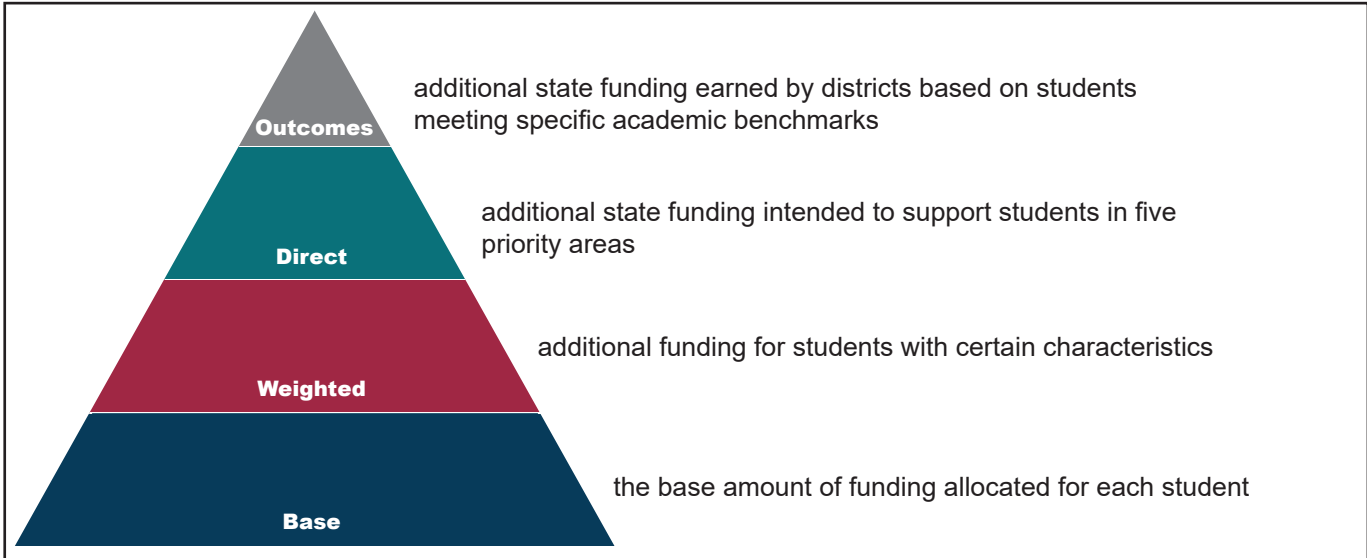 additional state funding earned by districts based on students
meeting specific academic benchmarks
Outcomes
additional state funding intended to support students in five
priority areas
Direct
additional funding for students with certain characteristics
Weighted
the base amount of funding allocated for each student
Base